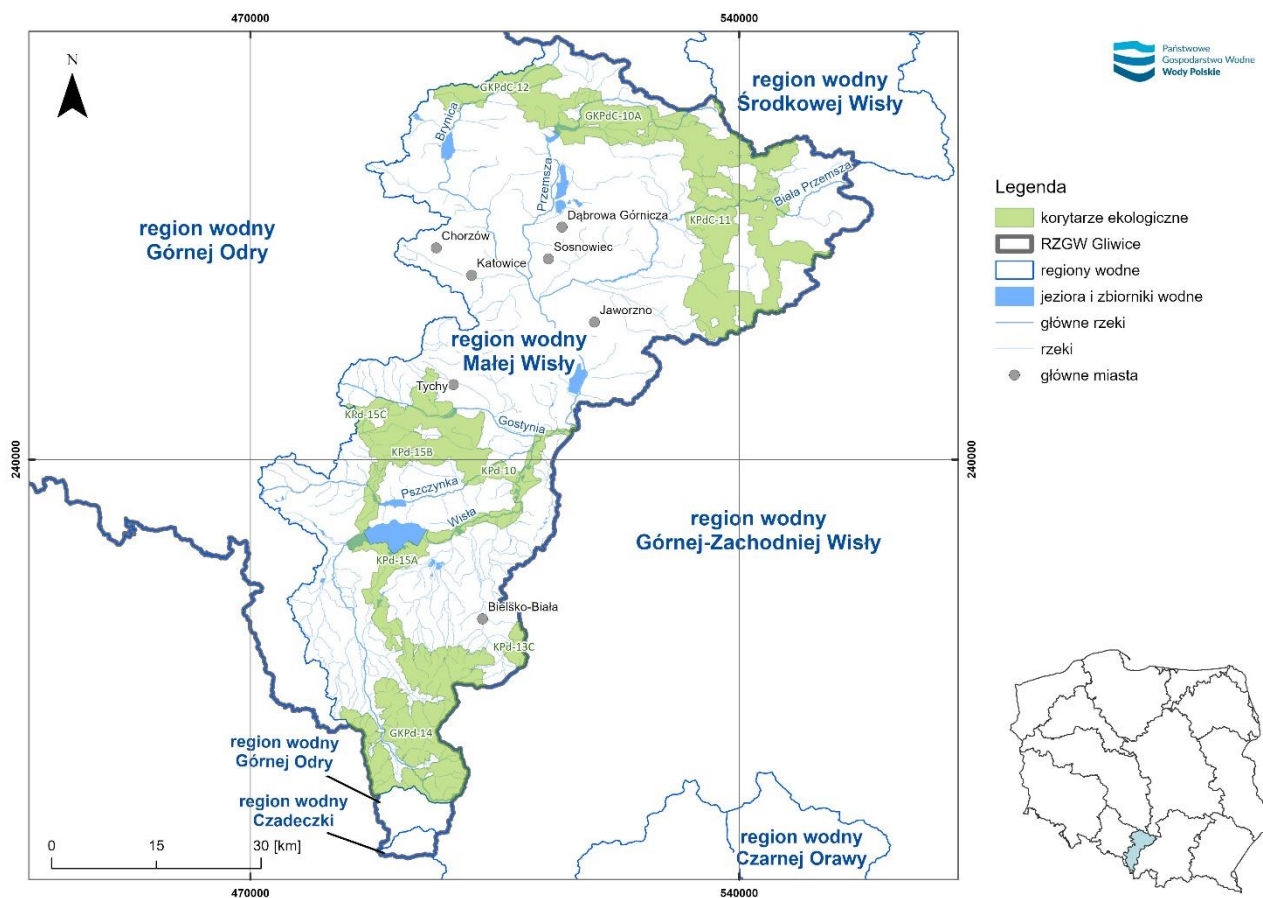 470000
540000
N
GKPdC-12
GKPdC-10A
Brynica
Przemsza
region wodny
Środkowej Wisły
Państwowe
Gospodarstwo Wodne
Wody Polskie
Biała Przemsza
KPdC-11
region wodny
Górnej Odry
Dąbrowa Górnicza
Chorzów
Sosnowiec
Katowice
Jaworzno
region wodny
Małej Wisły
Legenda
korytarze ekologiczne
RZGW Gliwice
regiony wodne
jeziora i zbiorniki wodne
główne rzeki
rzeki
główne miasta
Tychy
KPd-15C
Gostynia
KPd-15B
240000
240000
KPd-10
Pszczynka
Wisła
region wodny
Górnej-Zachodniej Wisły
KPd-15A
Bielsko-Biała
KPd-13C
GKPd-14
region wodny
Górnej Odry
region wodny
Czadeczki
0 15 30 [km]
region wodny
Czarnej Orawy
470000
540000